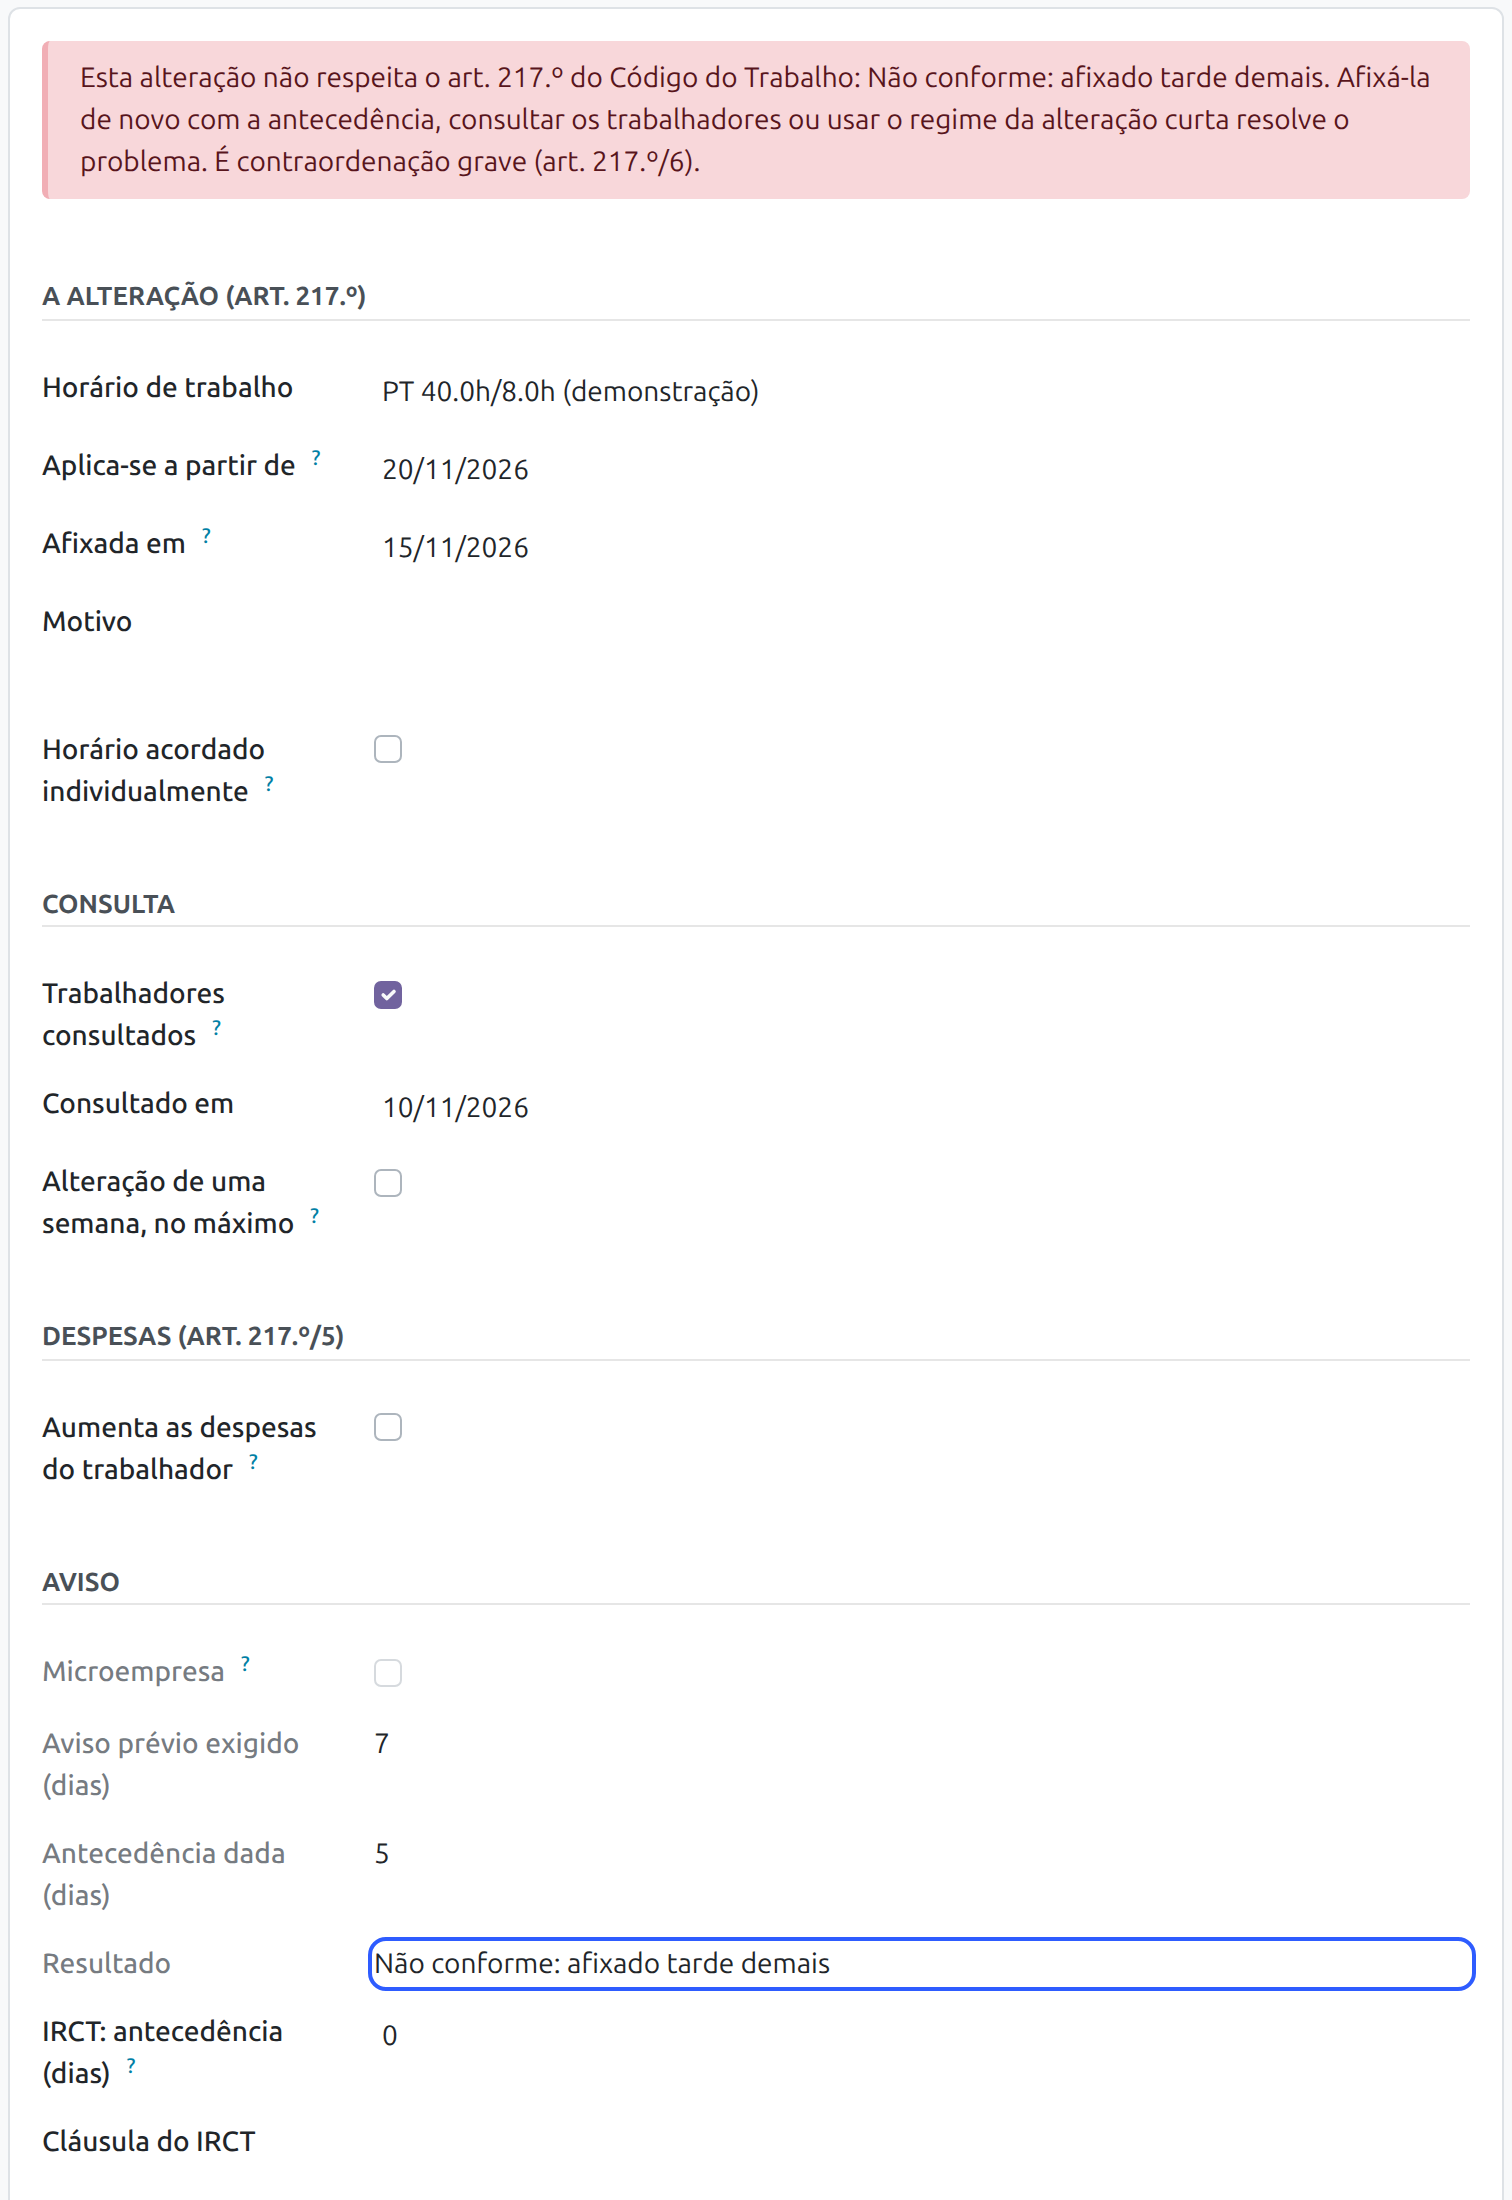 Esta alteração não respeita o art. 217.º do Código do Trabalho: Não conforme: afixado tarde demais. Afixá-la
de novo com a antecedência, consultar os trabalhadores ou usar o regime da alteração curta resolve o
problema. É contraordenação grave (art. 217.º/6).
A ALTERAÇÃO (ART. 217.º)
Horário de trabalho PT 40.0h/8.0h (demonstração)
Aplica-se a partir de ? 20/11/2026
Afixada em ? 15/11/2026
Motivo
Horário acordado
individualmente ?
CONSULTA
Trabalhadores
consultados ?
Consultado em 10/11/2026
Alteração de uma
semana, no máximo ?
DESPESAS (ART. 217.º/5)
Aumenta as despesas
do trabalhador ?
AVISO
Microempresa ?
Aviso prévio exigido 7
(dias)
Antecedência dada 5
(dias)
Resultado Não conforme: afixado tarde demais
IRCT: antecedência 0
(dias) ?
Cláusula do IRCT